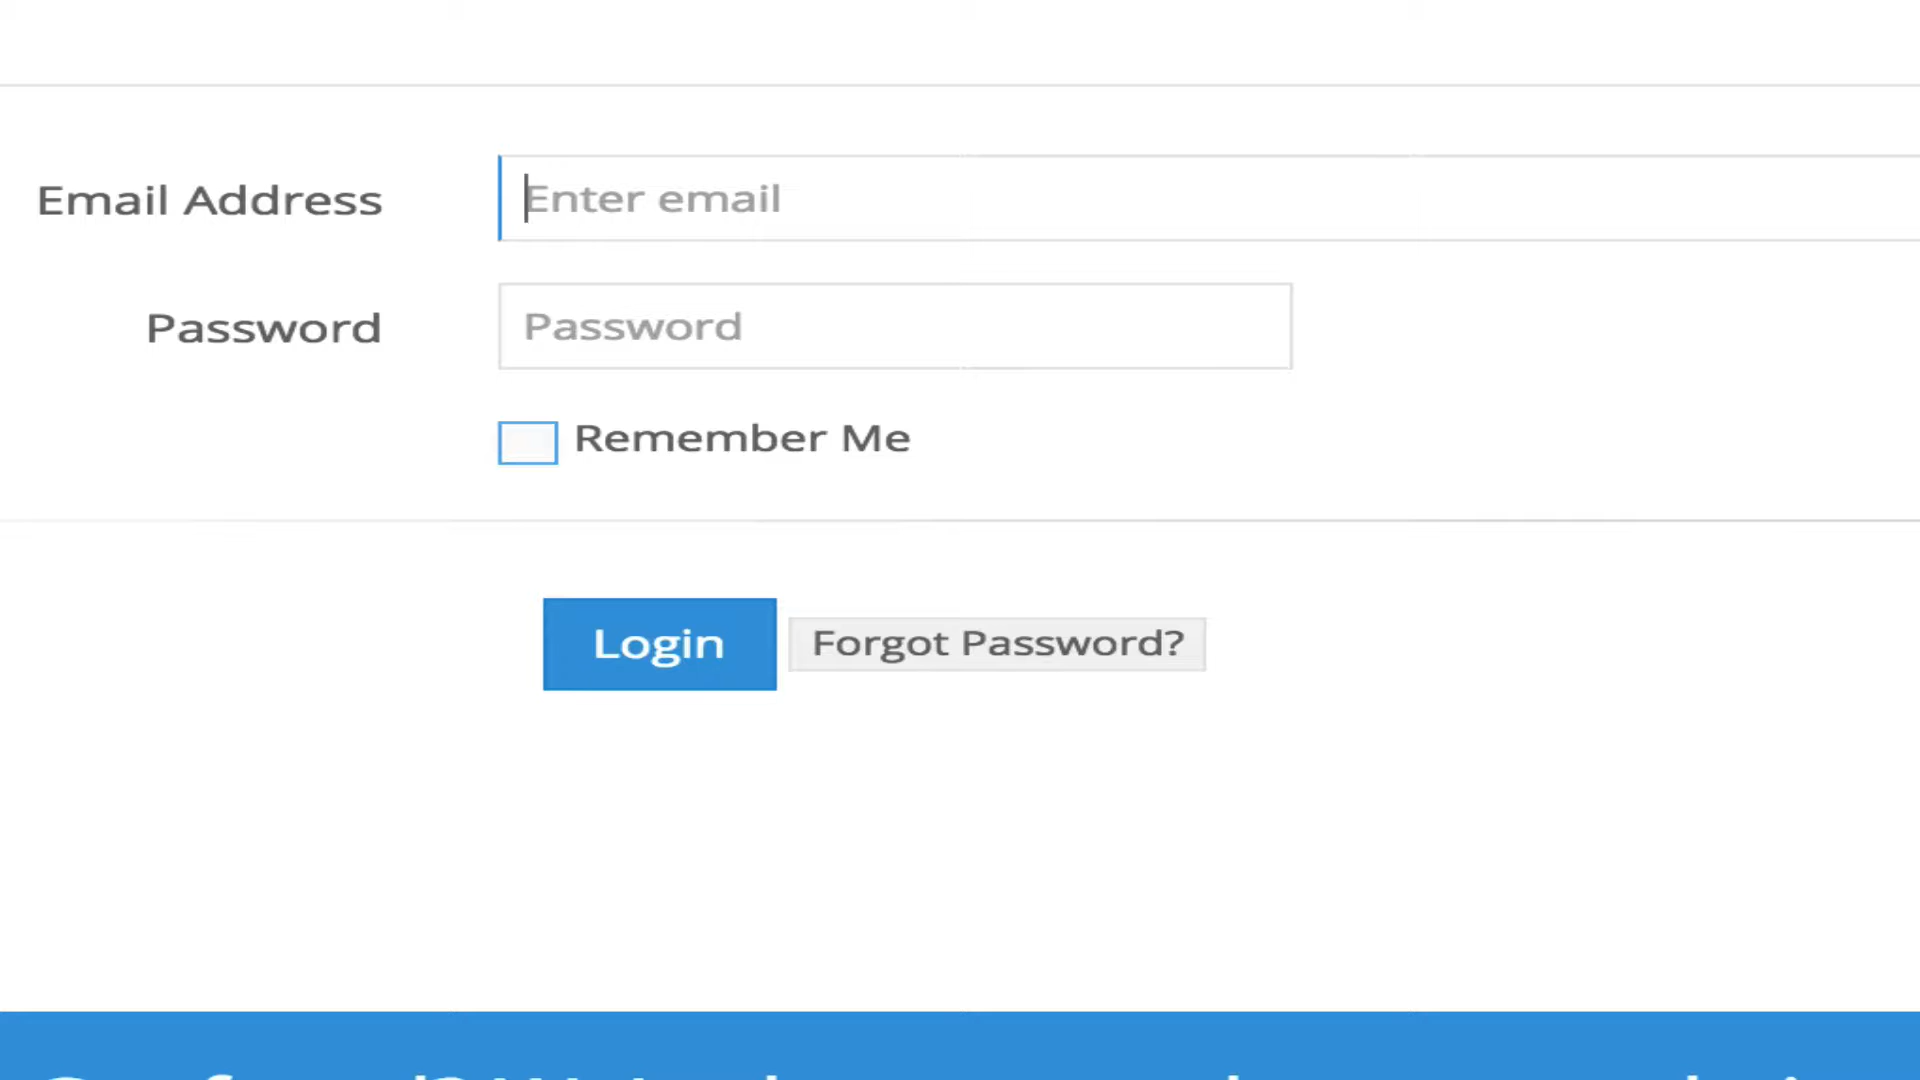 Email Address
Enter email
Password
Password
Remember Me
Login
Forgot Password?